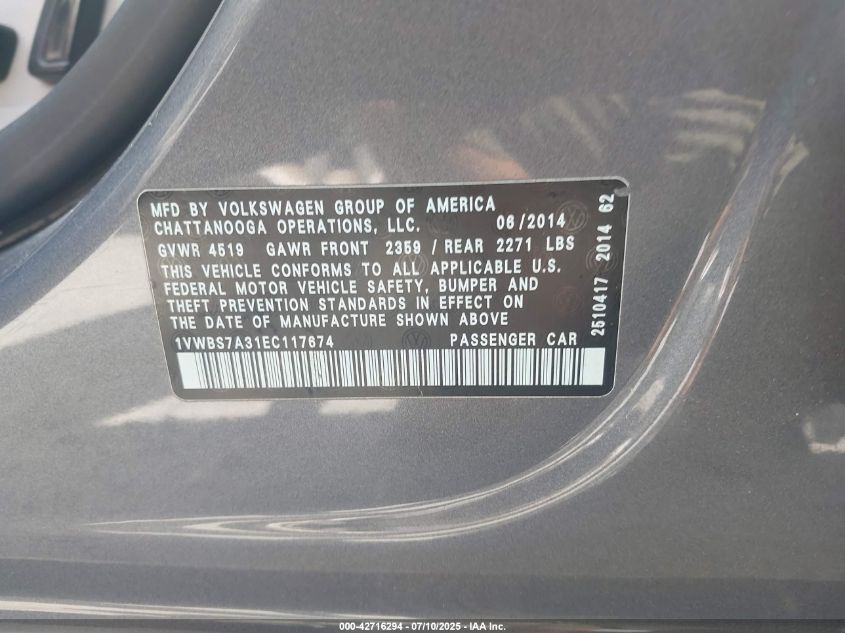 MFD BY VOLKSWAGEN GROUP OF AMERICA
CHATTANOOGA OPERATIONS, LLC. 06/2014
GVWR 4519 GAWR FRONT 2359 / REAR 2271 LBS
THIS VEHICLE CONFORMS TO ALL APPLICABLE U.S.
FEDERAL MOTOR VEHICLE SAFETY, BUMPER AND
THEFT PREVENTION STANDARDS IN EFFECT ON
THE DATE OF MANUFACTURE SHOWN ABOVE
1VWBS7A31EC117674 PASSENGER CAR
2510417 2014 62
000-42716294 - 07/10/2025 - IAA Inc.